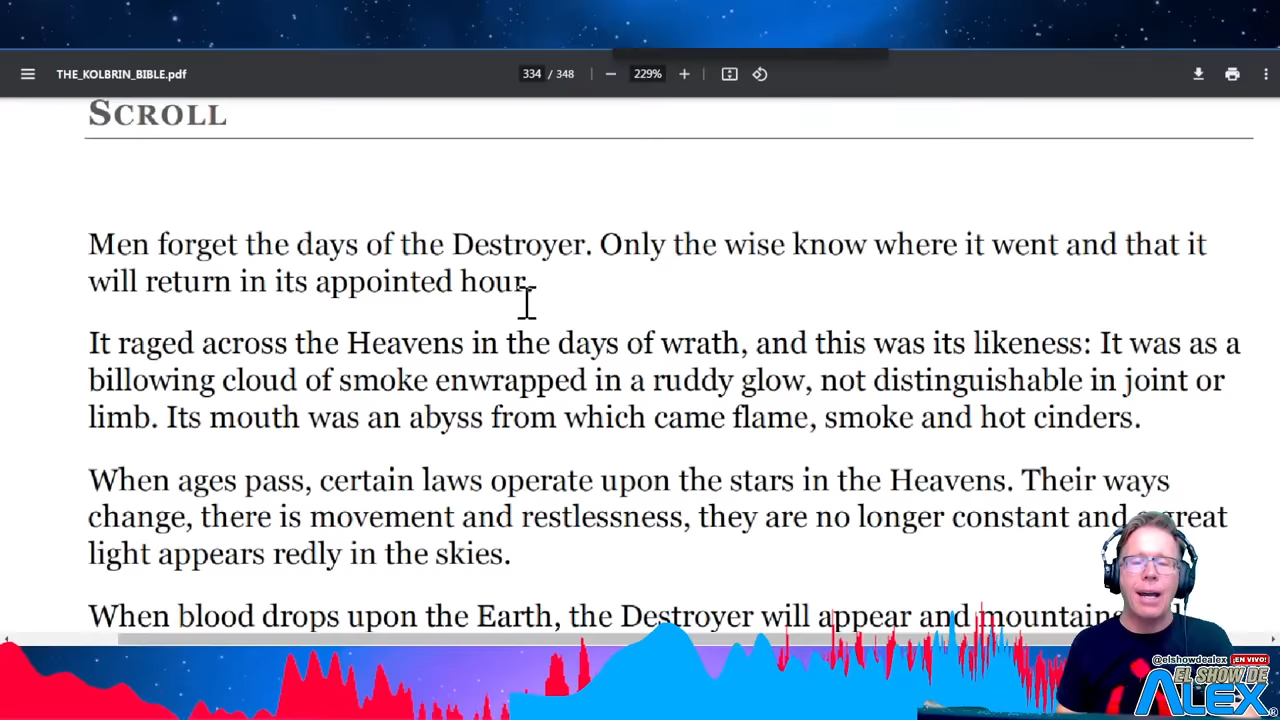 THE_KOLBRIN_BIBLE.pdf 334 / 348 229%
SCROLL
Men forget the days of the Destroyer. Only the wise know where it went and that it
will return in its appointed hour.
It raged across the Heavens in the days of wrath, and this was its likeness: It was as a
billowing cloud of smoke enwrapped in a ruddy glow, not distinguishable in joint or
limb. Its mouth was an abyss from which came flame, smoke and hot cinders.
When ages pass, certain laws operate upon the stars in the Heavens. Their ways
change, there is movement and restlessness, they are no longer constant and a great
light appears redly in the skies.
When blood drops upon the Earth, the Destroyer will appear and
@elshowdealex ¡EN VIVO!
EL SHOW DE
ALEX